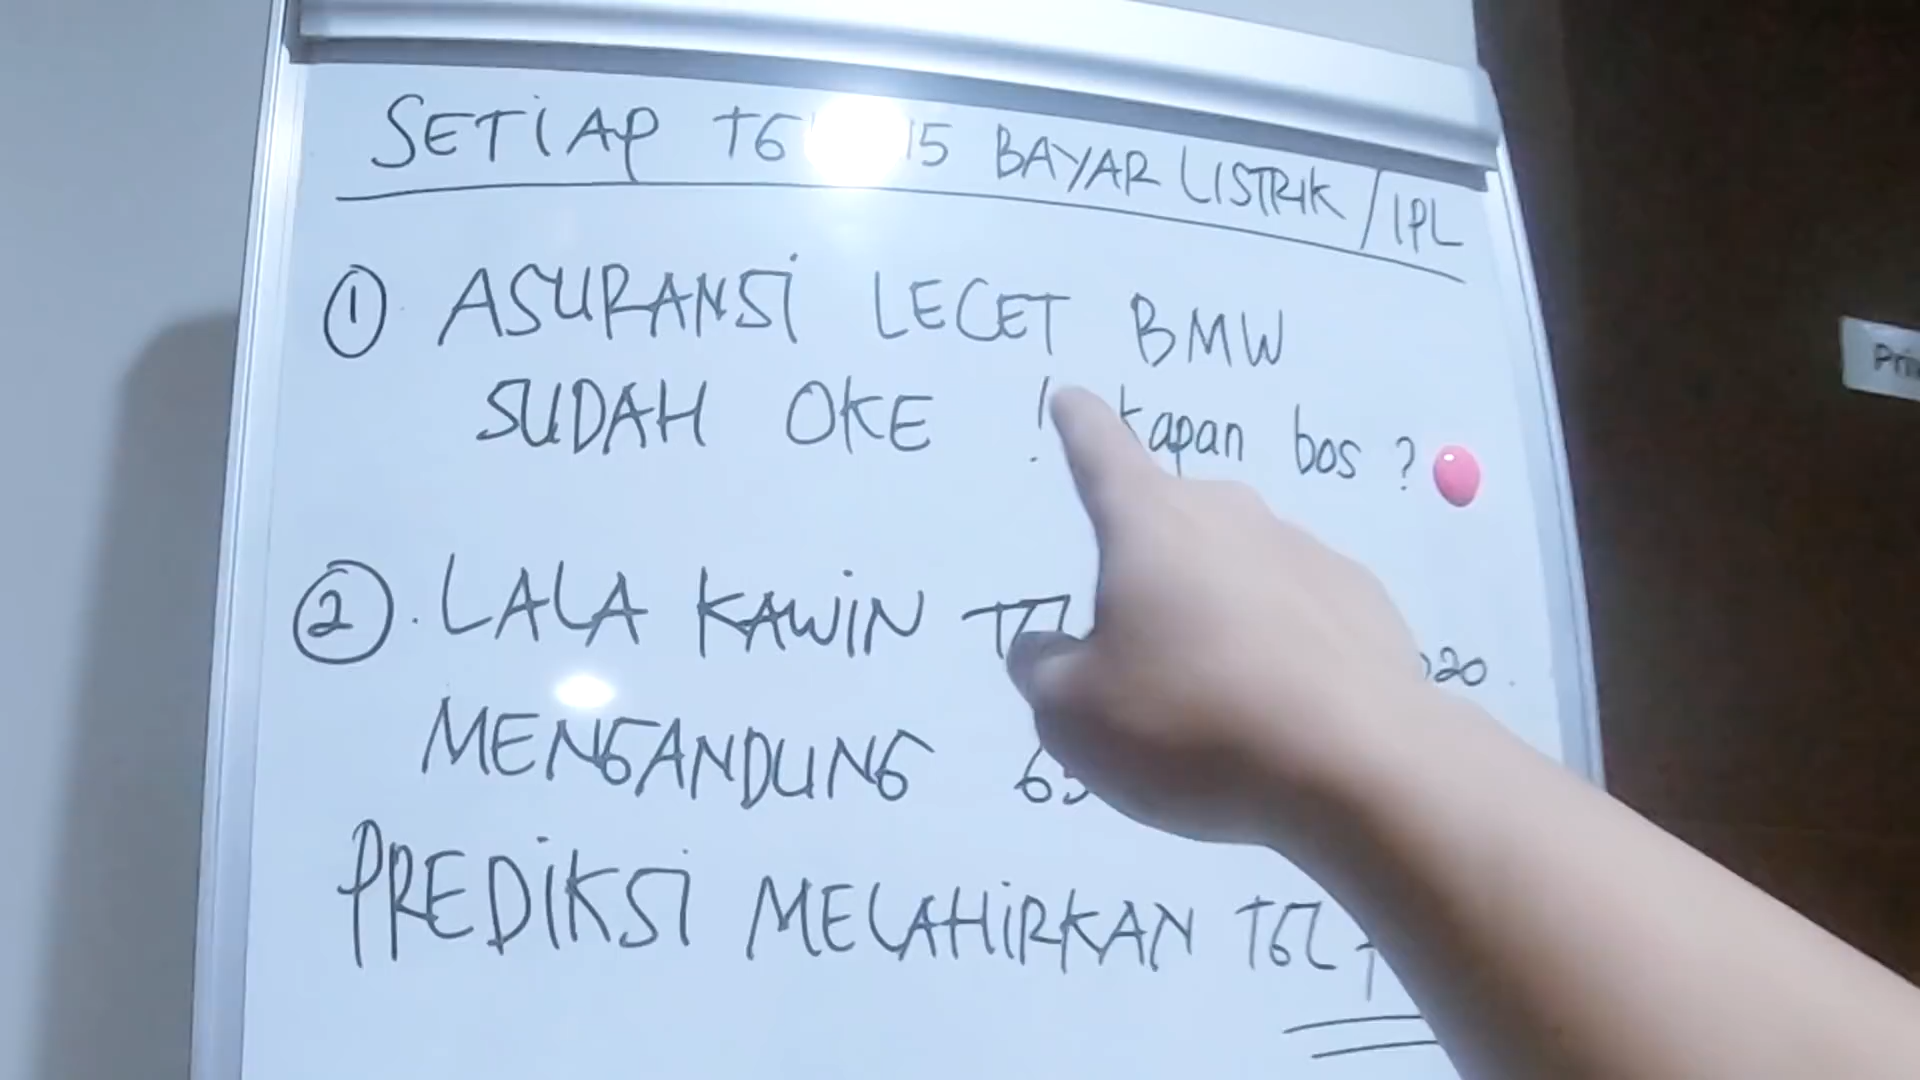 SETiAP 15 BAYAR LISTRIK / IPL
1 ASURANSi LECET BMW
SUDAH OKE ! kapan bos ?
2. LALA KAWiN
MENGANDUNG
PREDiKSi MELAHiRKAN TGL